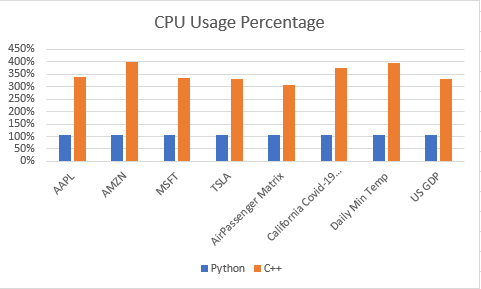 CPU Usage Percentage
450%
400%
350%
300%
250%
200%
150%
100%
50%
0%
AAPL
AMZN
MSFT
TSLA
AirPassenger Matrix
California Covid-19...
Daily Min Temp
US GDP
Python
C++